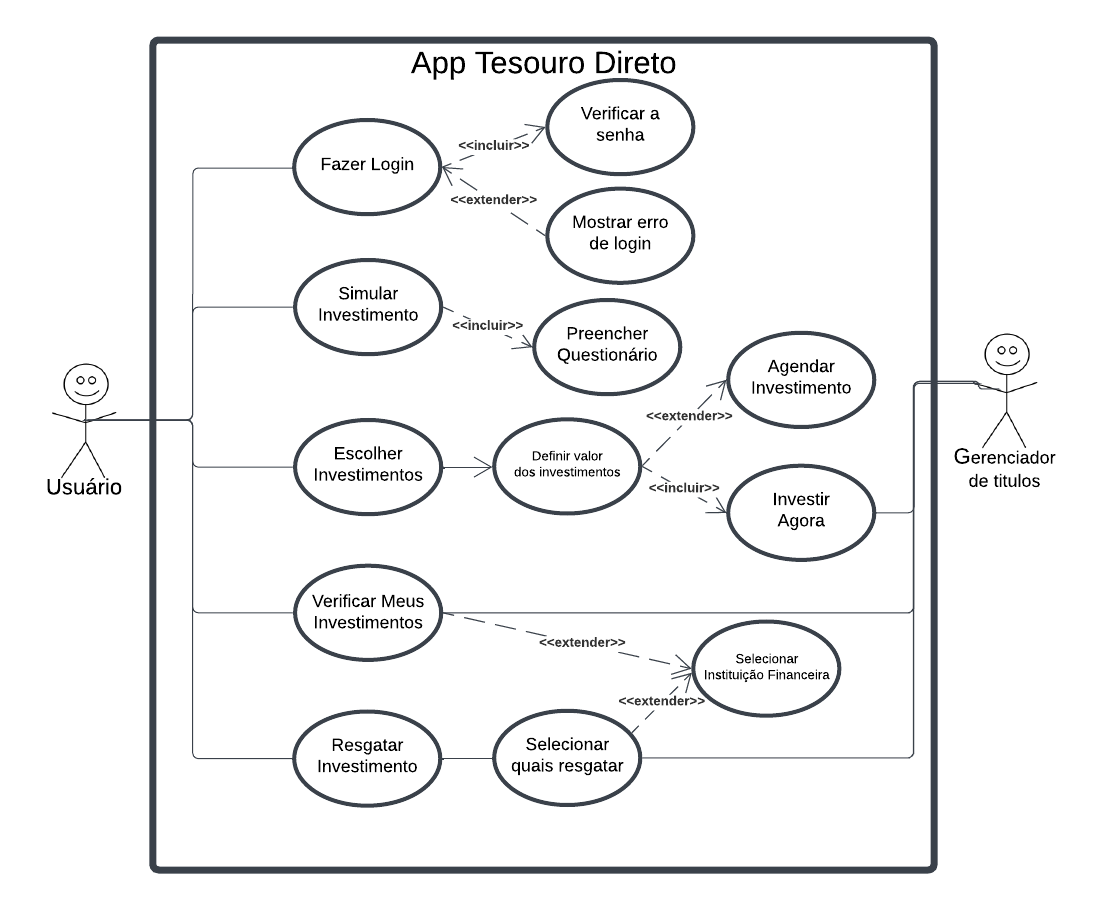 App Tesouro Direto
Verificar a
senha
<<incluir>>
Fazer Login
<<extender>>
Mostrar erro
de login
Simular
Investimento
<<incluir>>
Preencher
Questionário
Agendar
Investimento
<<extender>>
Escolher
Investimentos
Definir valor
dos investimentos
<<incluir>>
Investir
Agora
Usuário
Gerenciador
de titulos
Verificar Meus
Investimentos
<<extender>>
Selecionar
Instituição Financeira
<<extender>>
Resgatar
Investimento
Selecionar
quais resgatar